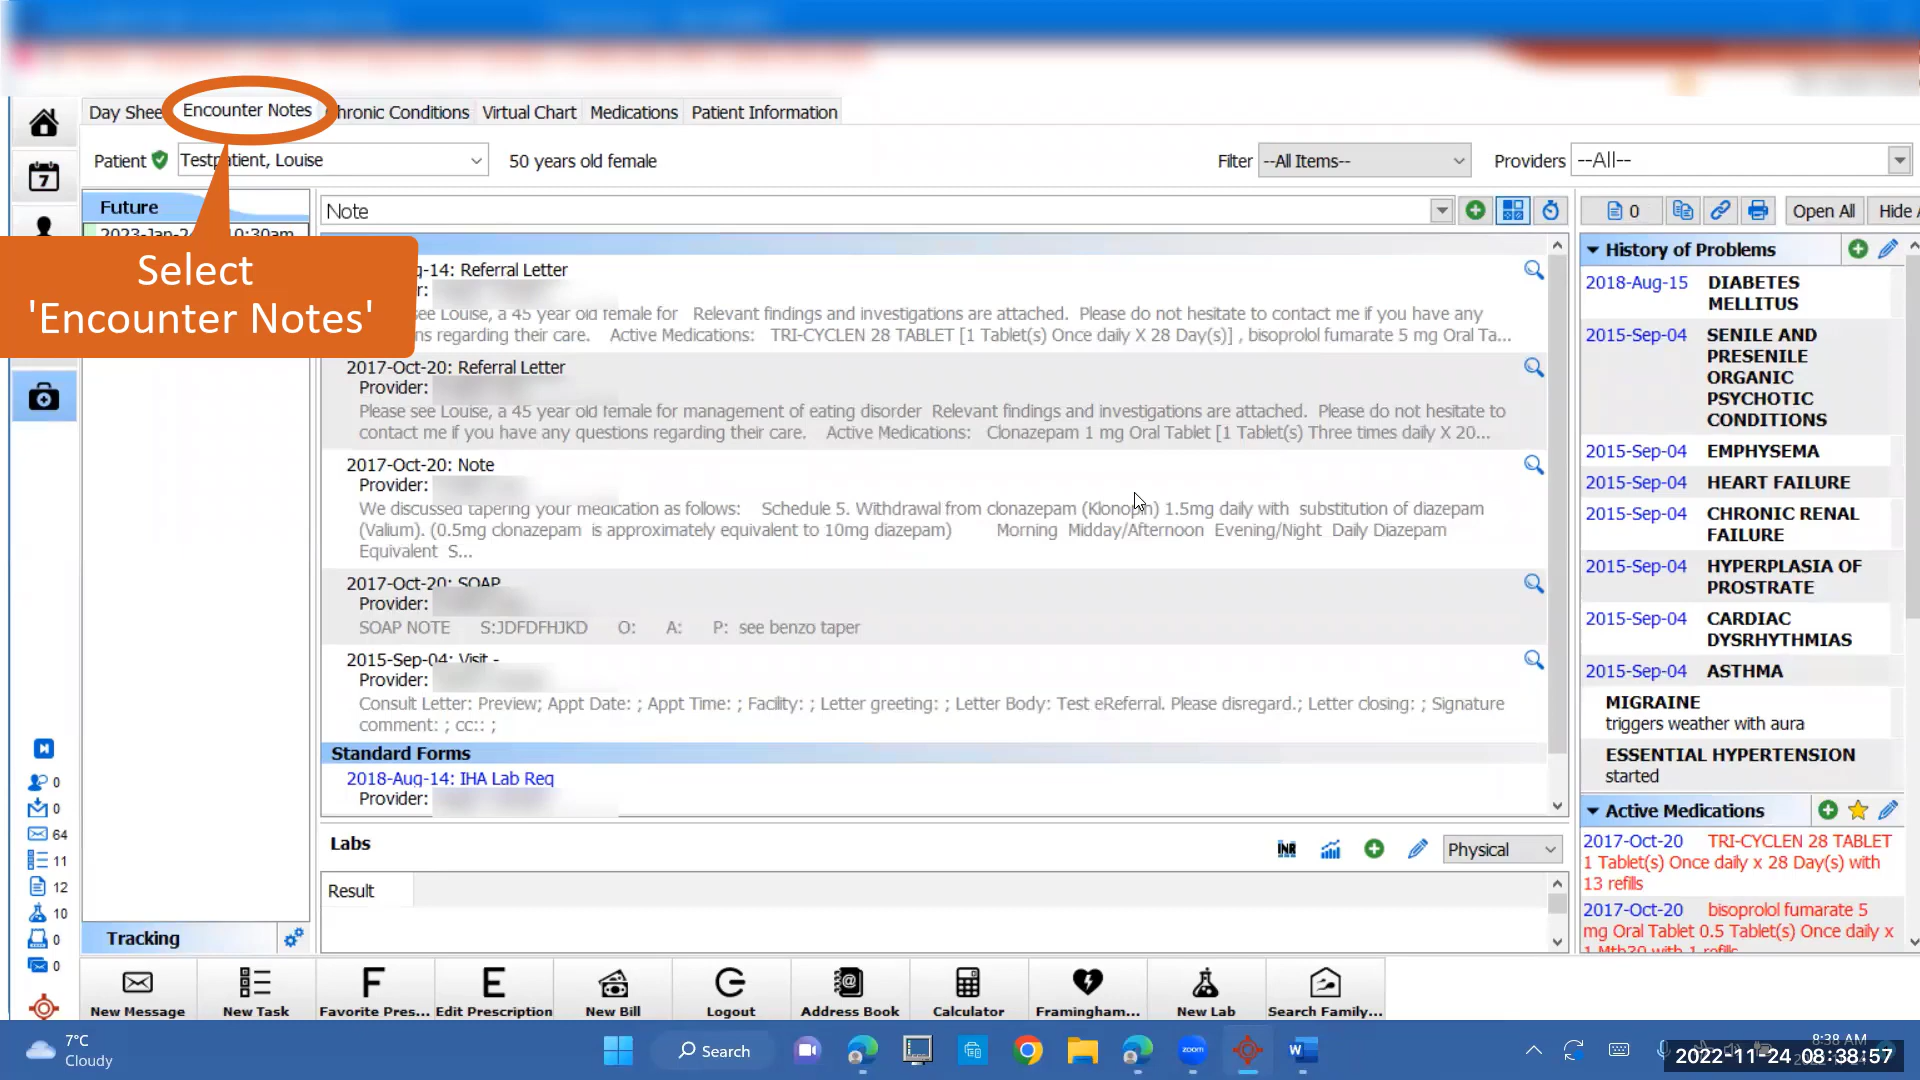 Day Shee
Encounter Notes
hronic Conditions
Virtual Chart
Medications
Patient Information
Patient
Testpatient, Louise
50 years old female
Filter
--All Items--
Providers
--All--
7
Future
Note
0
Open All
Hide
Select
'Encounter Notes'
g-14: Referral Letter
see Louise, a 45 year old female for Relevant findings and investigations are attached. Please do not hesitate to contact me if you have any
ns regarding their care. Active Medications: TRI-CYCLEN 28 TABLET [1 Tablet(s) Once daily X 28 Day(s)] , bisoprolol fumarate 5 mg Oral Ta...
2017-Oct-20: Referral Letter
Provider:
Please see Louise, a 45 year old female for management of eating disorder Relevant findings and investigations are attached. Please do not hesitate to
contact me if you have any questions regarding their care. Active Medications: Clonazepam 1 mg Oral Tablet [1 Tablet(s) Three times daily X 20...
2017-Oct-20: Note
Provider:
We discussed tapering your medication as follows: Schedule 5. Withdrawal from clonazepam (Klonopin) 1.5mg daily with substitution of diazepam
(Valium). (0.5mg clonazepam is approximately equivalent to 10mg diazepam) Morning Midday/Afternoon Evening/Night Daily Diazepam
Equivalent S...
2017-Oct-20: SOAP
Provider:
SOAP NOTE S:JDFDFHJKD O: A: P: see benzo taper
2015-Sep-04: Visit -
Provider:
Consult Letter: Preview; Appt Date: ; Appt Time: ; Facility: ; Letter greeting: ; Letter Body: Test eReferral. Please disregard.; Letter closing: ; Signature
comment: ; cc:: ;
Standard Forms
2018-Aug-14: IHA Lab Req
Provider:
Labs
INR
Physical
Result
History of Problems
2018-Aug-15 DIABETES
MELLITUS
2015-Sep-04 SENILE AND
PRESENILE
ORGANIC
PSYCHOTIC
CONDITIONS
2015-Sep-04 EMPHYSEMA
2015-Sep-04 HEART FAILURE
2015-Sep-04 CHRONIC RENAL
FAILURE
2015-Sep-04 HYPERPLASIA OF
PROSTRATE
2015-Sep-04 CARDIAC
DYSRHYTHMIAS
2015-Sep-04 ASTHMA
MIGRAINE
triggers weather with aura
ESSENTIAL HYPERTENSION
started
Active Medications
2017-Oct-20 TRI-CYCLEN 28 TABLET
1 Tablet(s) Once daily x 28 Day(s) with
13 refills
2017-Oct-20 bisoprolol fumarate 5
mg Oral Tablet 0.5 Tablet(s) Once daily x
1 Mth30 with 1 refills
0
0
64
11
12
10
0
0
Tracking
New Message
New Task
F
Favorite Pres...
E
Edit Prescription
New Bill
Logout
Address Book
Calculator
Framingham...
New Lab
Search Family...
7°C
Cloudy
Search
zoom
W
8:38 AM
2022-11-24 08:38:57